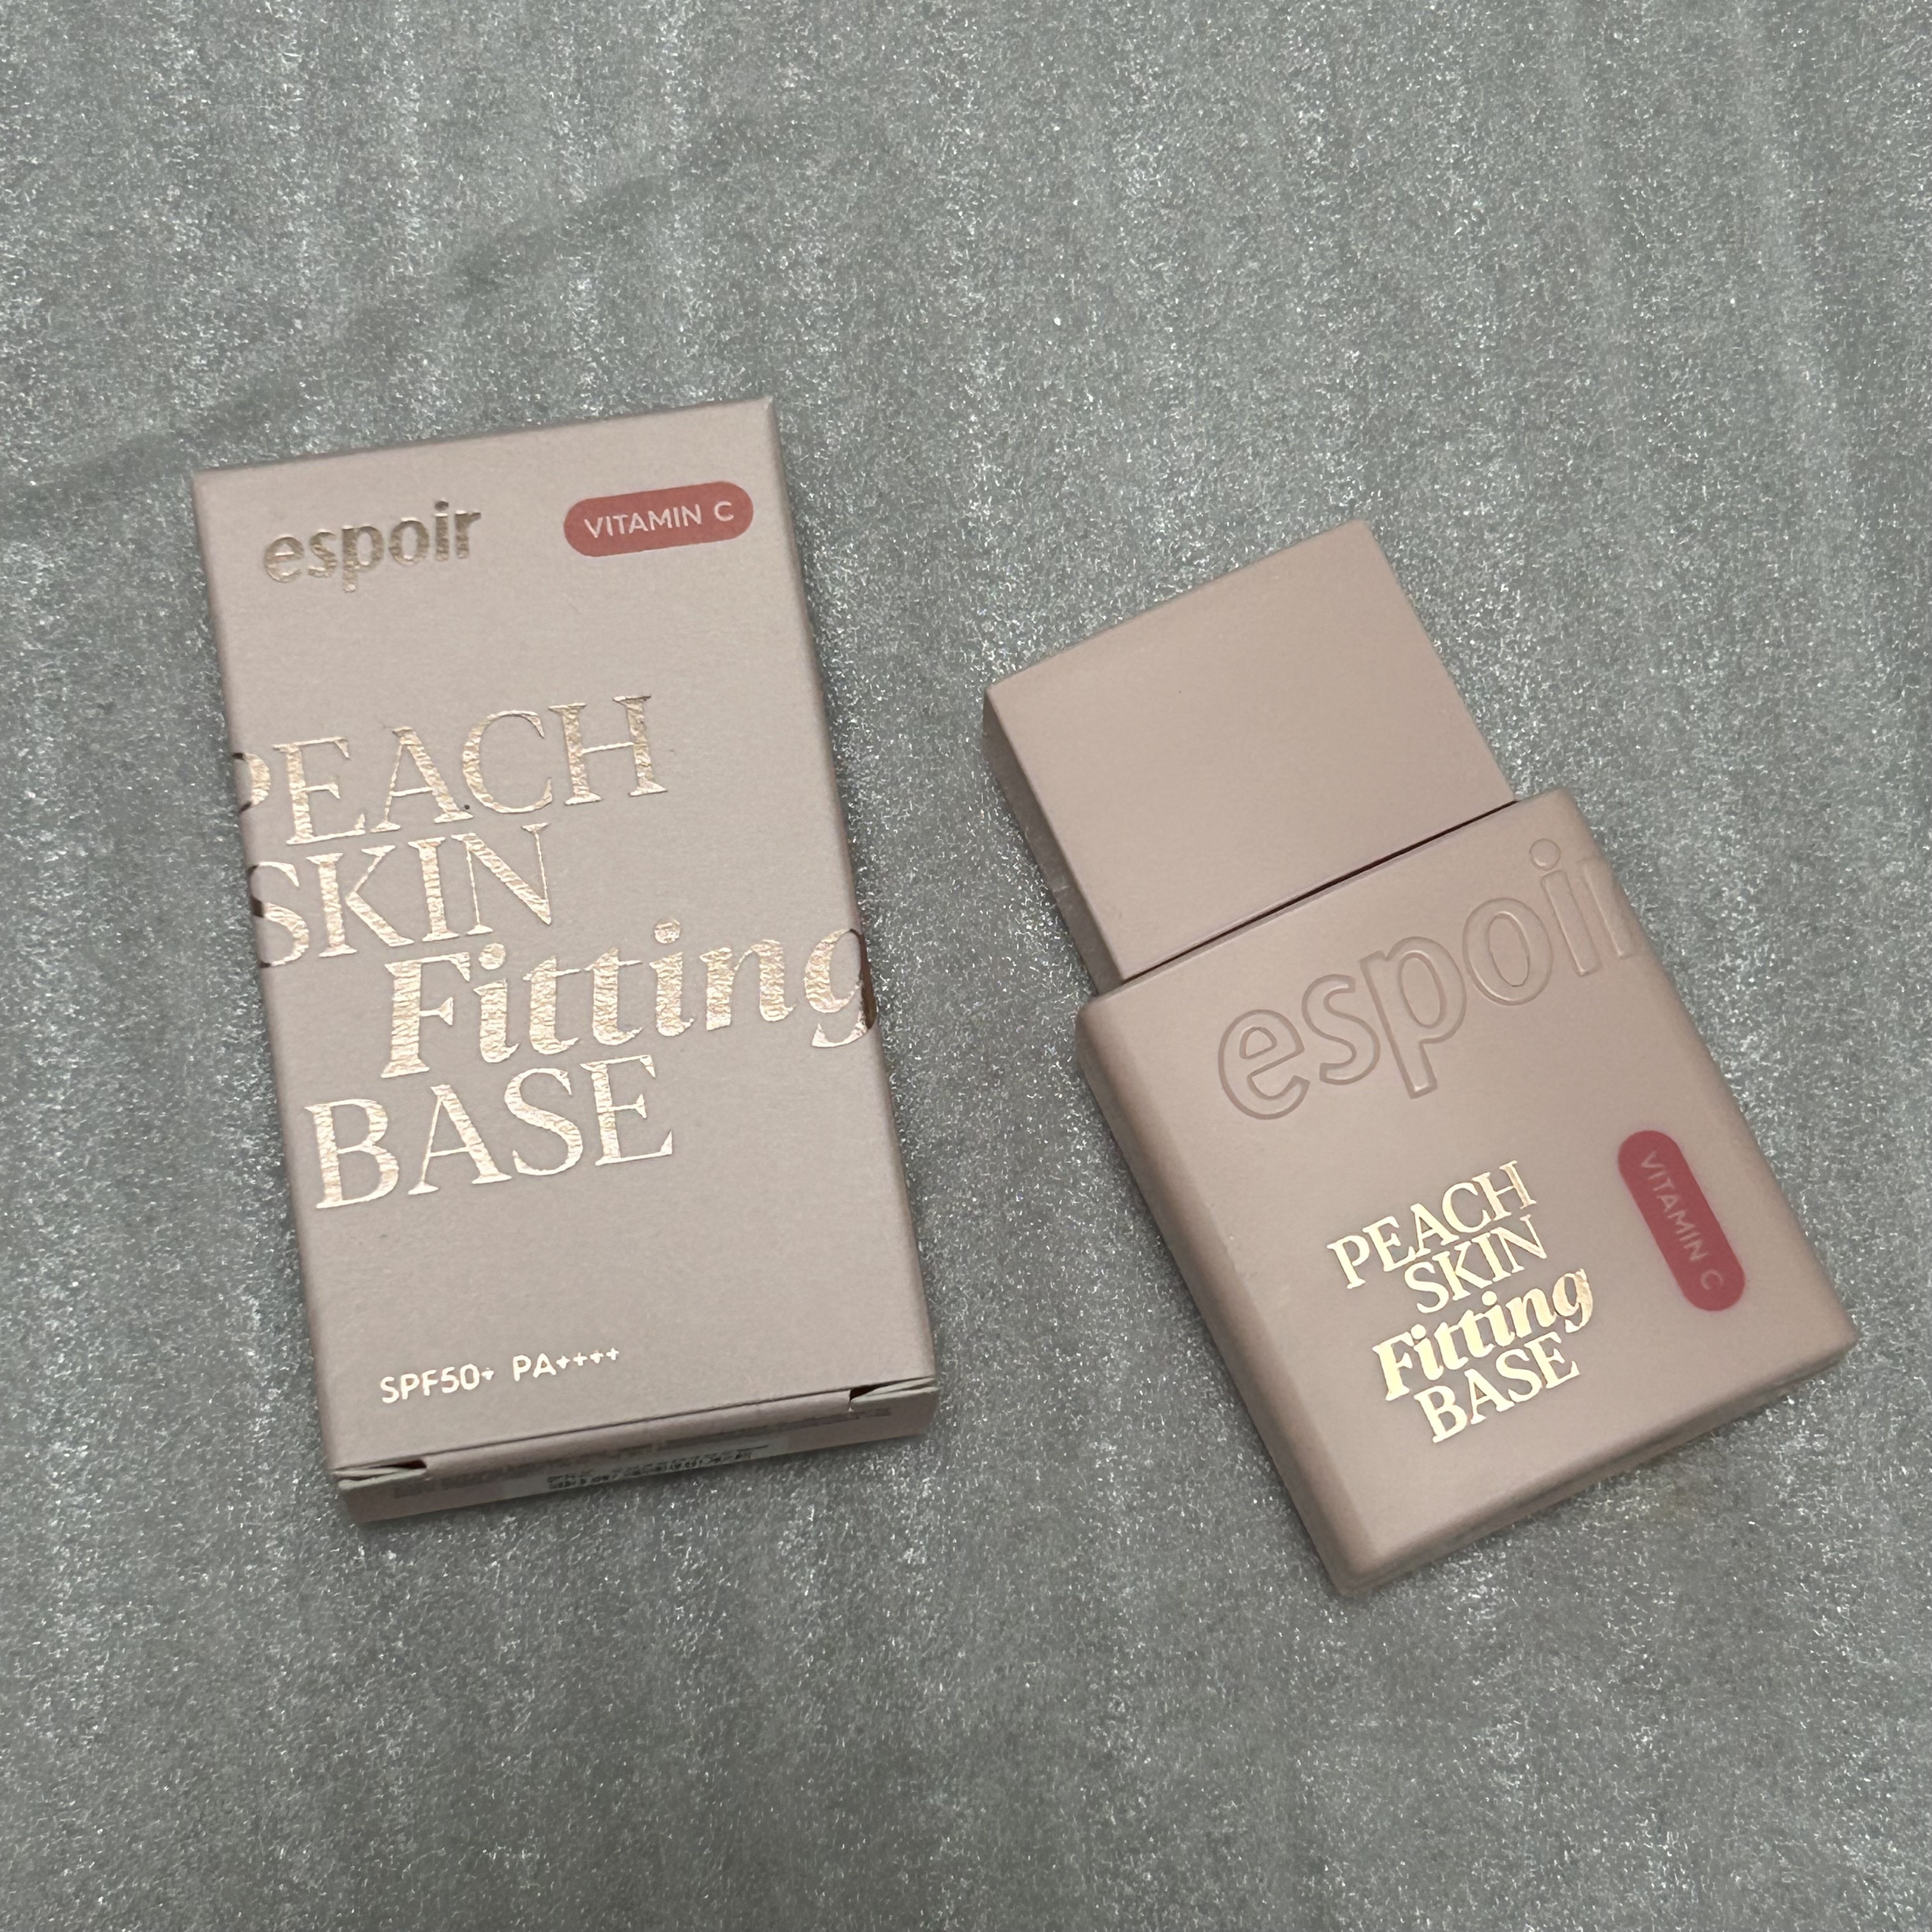 espoir
VITAMIN C
PEACH
SKIN
Fitting
BASE
SPF50+ PA++++
espoir
PEACH
SKIN
Fitting
BASE
VITAMIN C